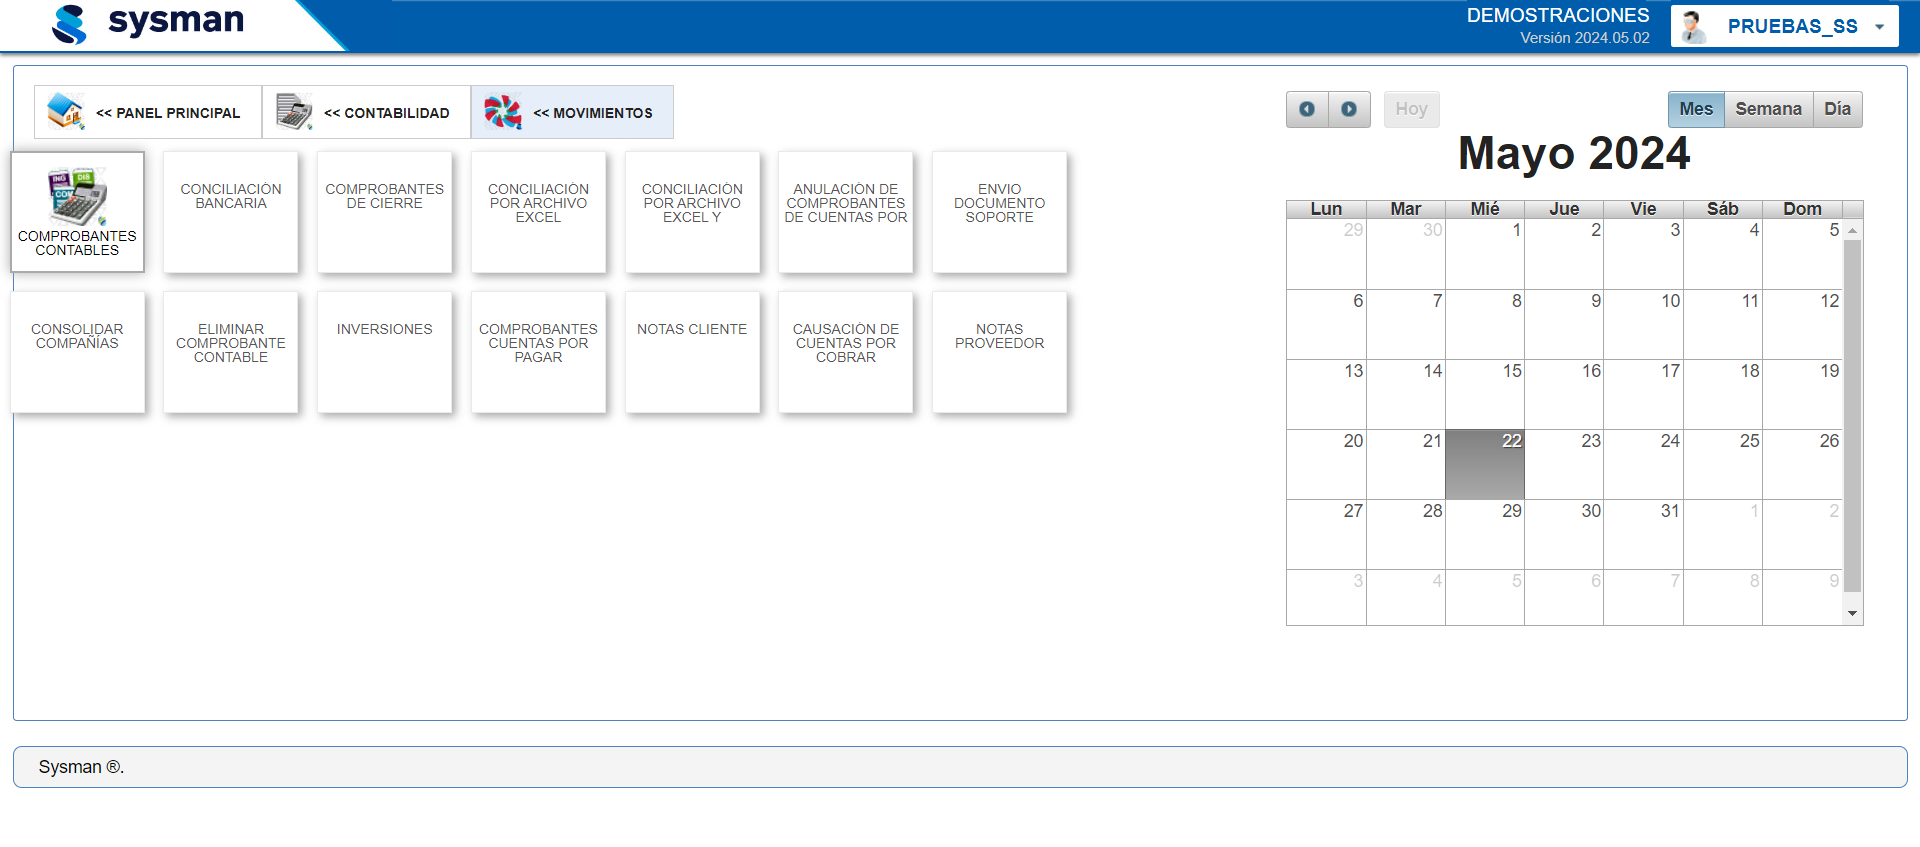 sysman
DEMOSTRACIONES
Versión 2024.05.02
PRUEBAS_SS
<< PANEL PRINCIPAL
<< CONTABILIDAD
<< MOVIMIENTOS
ING DIS
CO
COMPROBANTES
CONTABLES
CONCILIACIÓN
BANCARIA
COMPROBANTES
DE CIERRE
CONCILIACIÓN
POR ARCHIVO
EXCEL
CONCILIACIÓN
POR ARCHIVO
EXCEL Y
ANULACIÓN DE
COMPROBANTES
DE CUENTAS POR
ENVIO
DOCUMENTO
SOPORTE
CONSOLIDAR
COMPAÑÍAS
ELIMINAR
COMPROBANTE
CONTABLE
INVERSIONES
COMPROBANTES
CUENTAS POR
PAGAR
NOTAS CLIENTE
CAUSACIÓN DE
CUENTAS POR
COBRAR
NOTAS
PROVEEDOR
Hoy
Mes Semana Día
Mayo 2024
Lun Mar Mié Jue Vie Sáb Dom
29 30 1 2 3 4 5
6 7 8 9 10 11 12
13 14 15 16 17 18 19
20 21 22 23 24 25 26
27 28 29 30 31 1 2
3 4 5 6 7 8 9
Sysman ®.